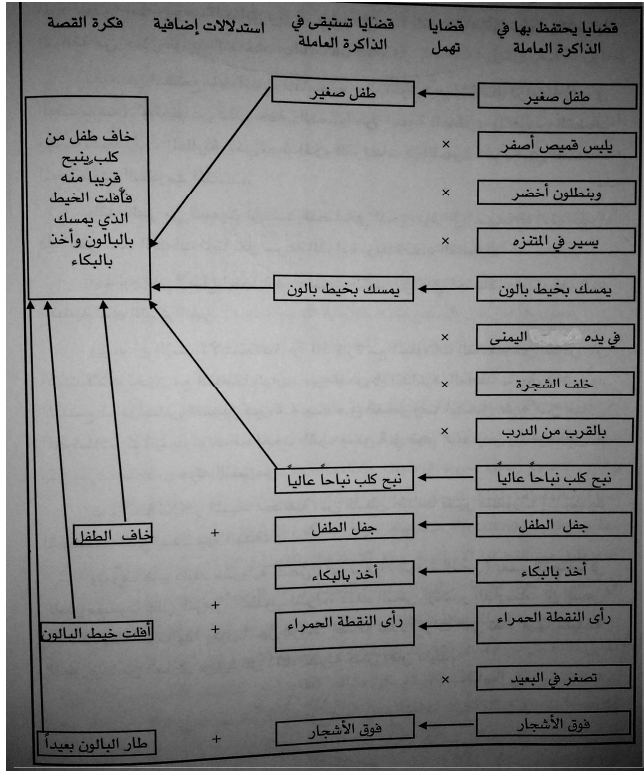 قضايا يحتفظ بها في
الذاكرة العاملة
قضايا
تهمل
قضايا تستبقى في
الذاكرة العاملة
استدلالات إضافية
فكرة القصة
طفل صغير
طفل صغير
يلبس قميص أصفر
×
وبنطلون أخضر
×
يسير في المتنزه
×
خاف طفل من
كلب ينبح
قريباً منه
فأفلت الخيط
الذي يمسك
بالبالون وأخذ
بالبكاء
يمسك بخيط بالون
يمسك بخيط بالون
في يده اليمنى
×
خلف الشجرة
×
بالقرب من الدرب
×
نبح كلب نباحاً عالياً
نبح كلب نباحاً عالياً
جفل الطفل
جفل الطفل
+
خاف الطفل
أخذ بالبكاء
أخذ بالبكاء
+
رأى النقطة الحمراء
رأى النقطة الحمراء
+
أفلت خيط البالون
تصغر في البعيد
×
فوق الأشجار
فوق الأشجار
+
طار البالون بعيداً